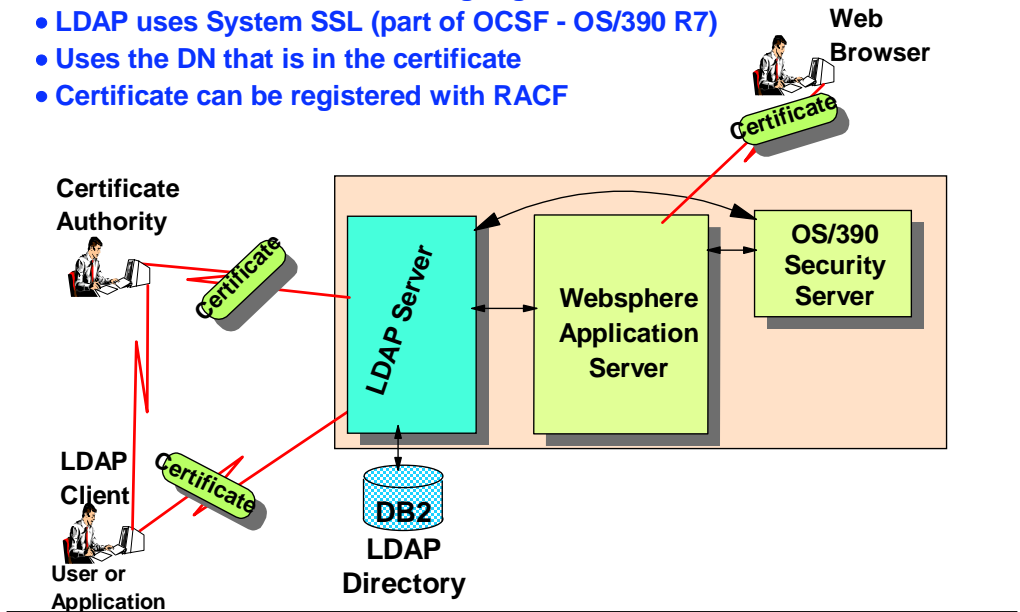 • LDAP uses System SSL (part of OCSF - OS/390 R7)
• Uses the DN that is in the certificate
• Certificate can be registered with RACF
Web
Browser
Certificate
Certificate
Authority
Certificate
LDAP Server
Websphere
Application
Server
OS/390
Security
Server
LDAP
Client
Certificate
User or
Application
DB2
LDAP
Directory